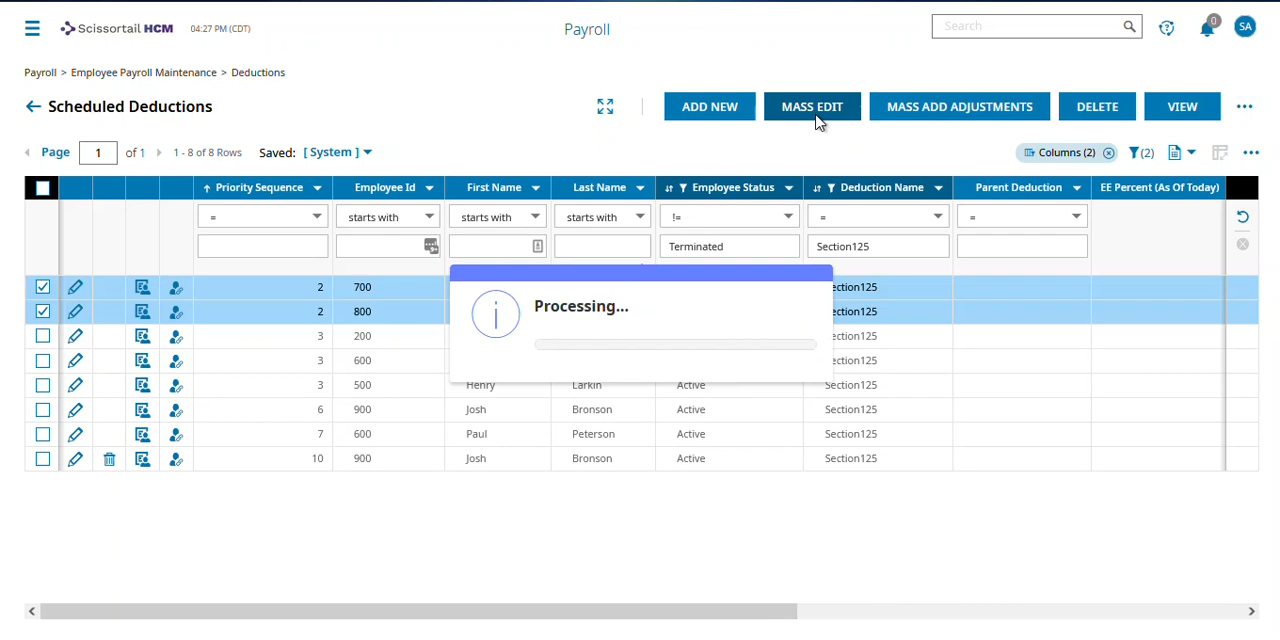 Scissortail HCM 04:27 PM (CDT) Payroll Search 0 SA
Payroll > Employee Payroll Maintenance > Deductions
Scheduled Deductions ADD NEW MASS EDIT MASS ADD ADJUSTMENTS DELETE VIEW
Page 1 of 1 1 - 8 of 8 Rows Saved: [ System ] Columns (2) (2)
Priority Sequence Employee Id First Name Last Name Employee Status Deduction Name Parent Deduction EE Percent (As Of Today)
= starts with starts with starts with != = =
Terminated Section125
2 700 ection125
2 800 ection125
3 200 ection125
3 600 ection125
3 500 Henry Larkin Active Section125
6 900 Josh Bronson Active Section125
7 600 Paul Peterson Active Section125
10 900 Josh Bronson Active Section125
Processing...